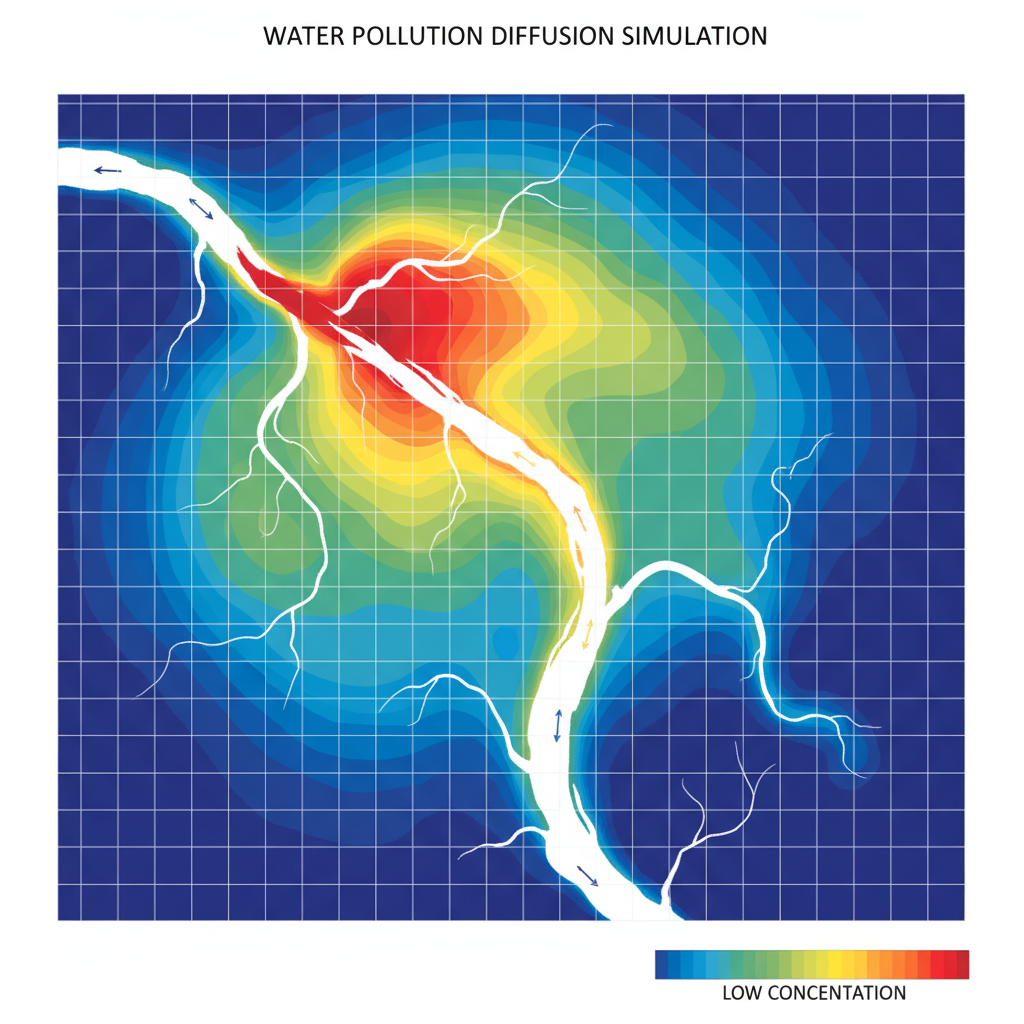 WATER POLLUTION DIFFUSION SIMULATION
LOW CONCENTATION